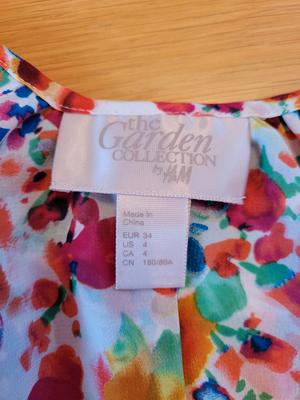 the
Garden
COLLECTION
by H&M
Made in
China
EUR 34
US 4
CA 4
CN 160/80A